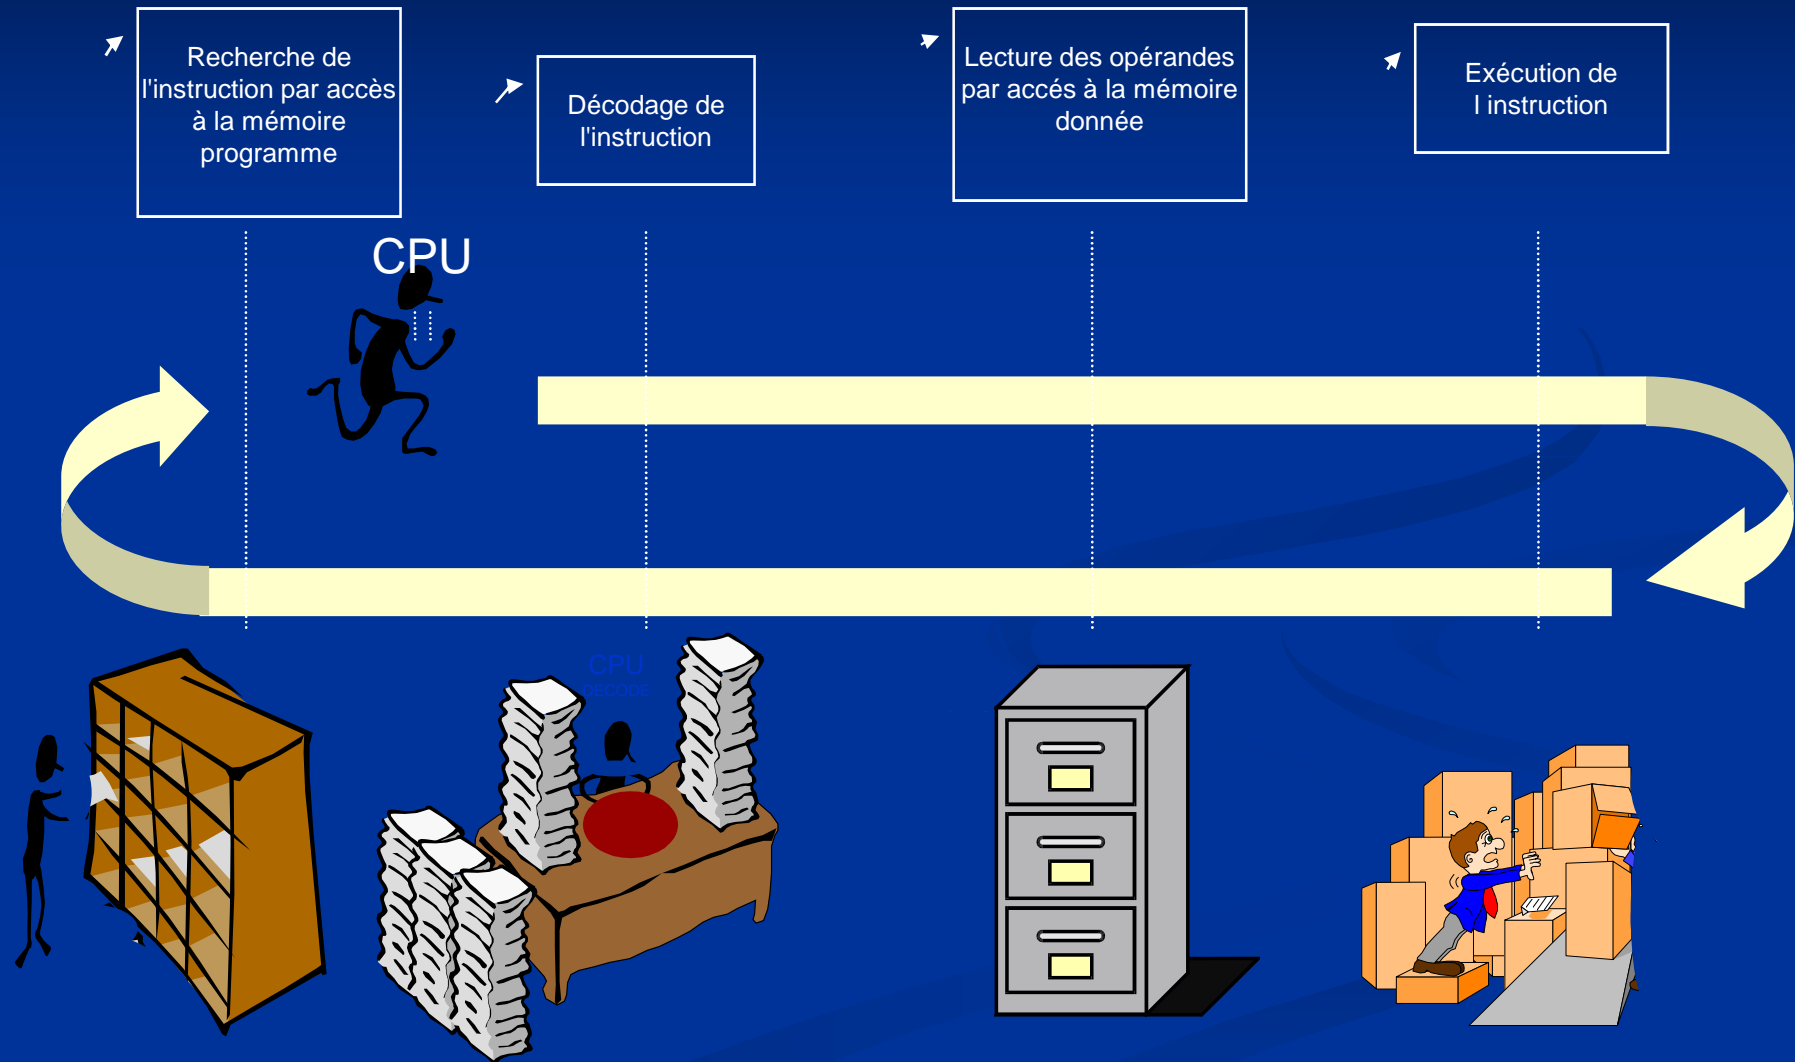 Recherche de
l'instruction par accès
à la mémoire
programme
Décodage de
l'instruction
Lecture des opérandes
par accés à la mémoire
donnée
Exécution de
l instruction
CPU
CPU
DECODE